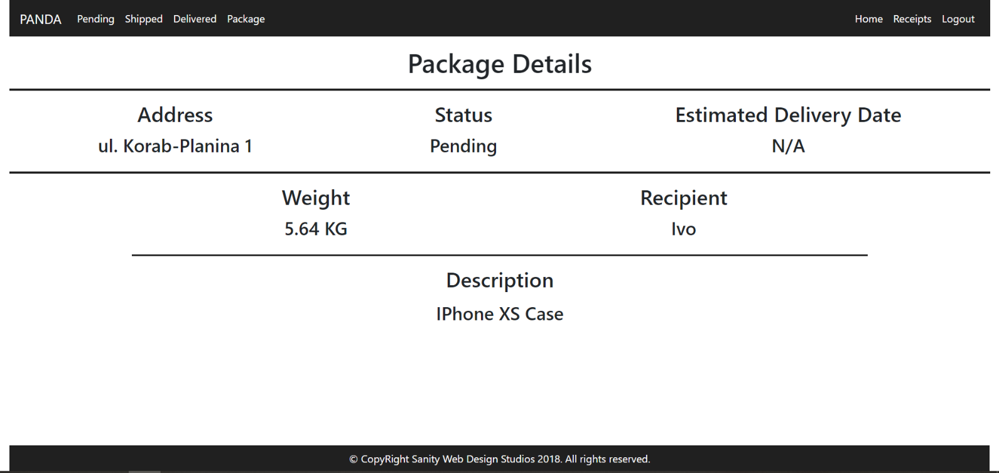 PANDA Pending Shipped Delivered Package Home Receipts Logout
Package Details
Address Status Estimated Delivery Date
ul. Korab-Planina 1 Pending N/A
Weight Recipient
5.64 KG Ivo
Description
IPhone XS Case
© CopyRight Sanity Web Design Studios 2018. All rights reserved.